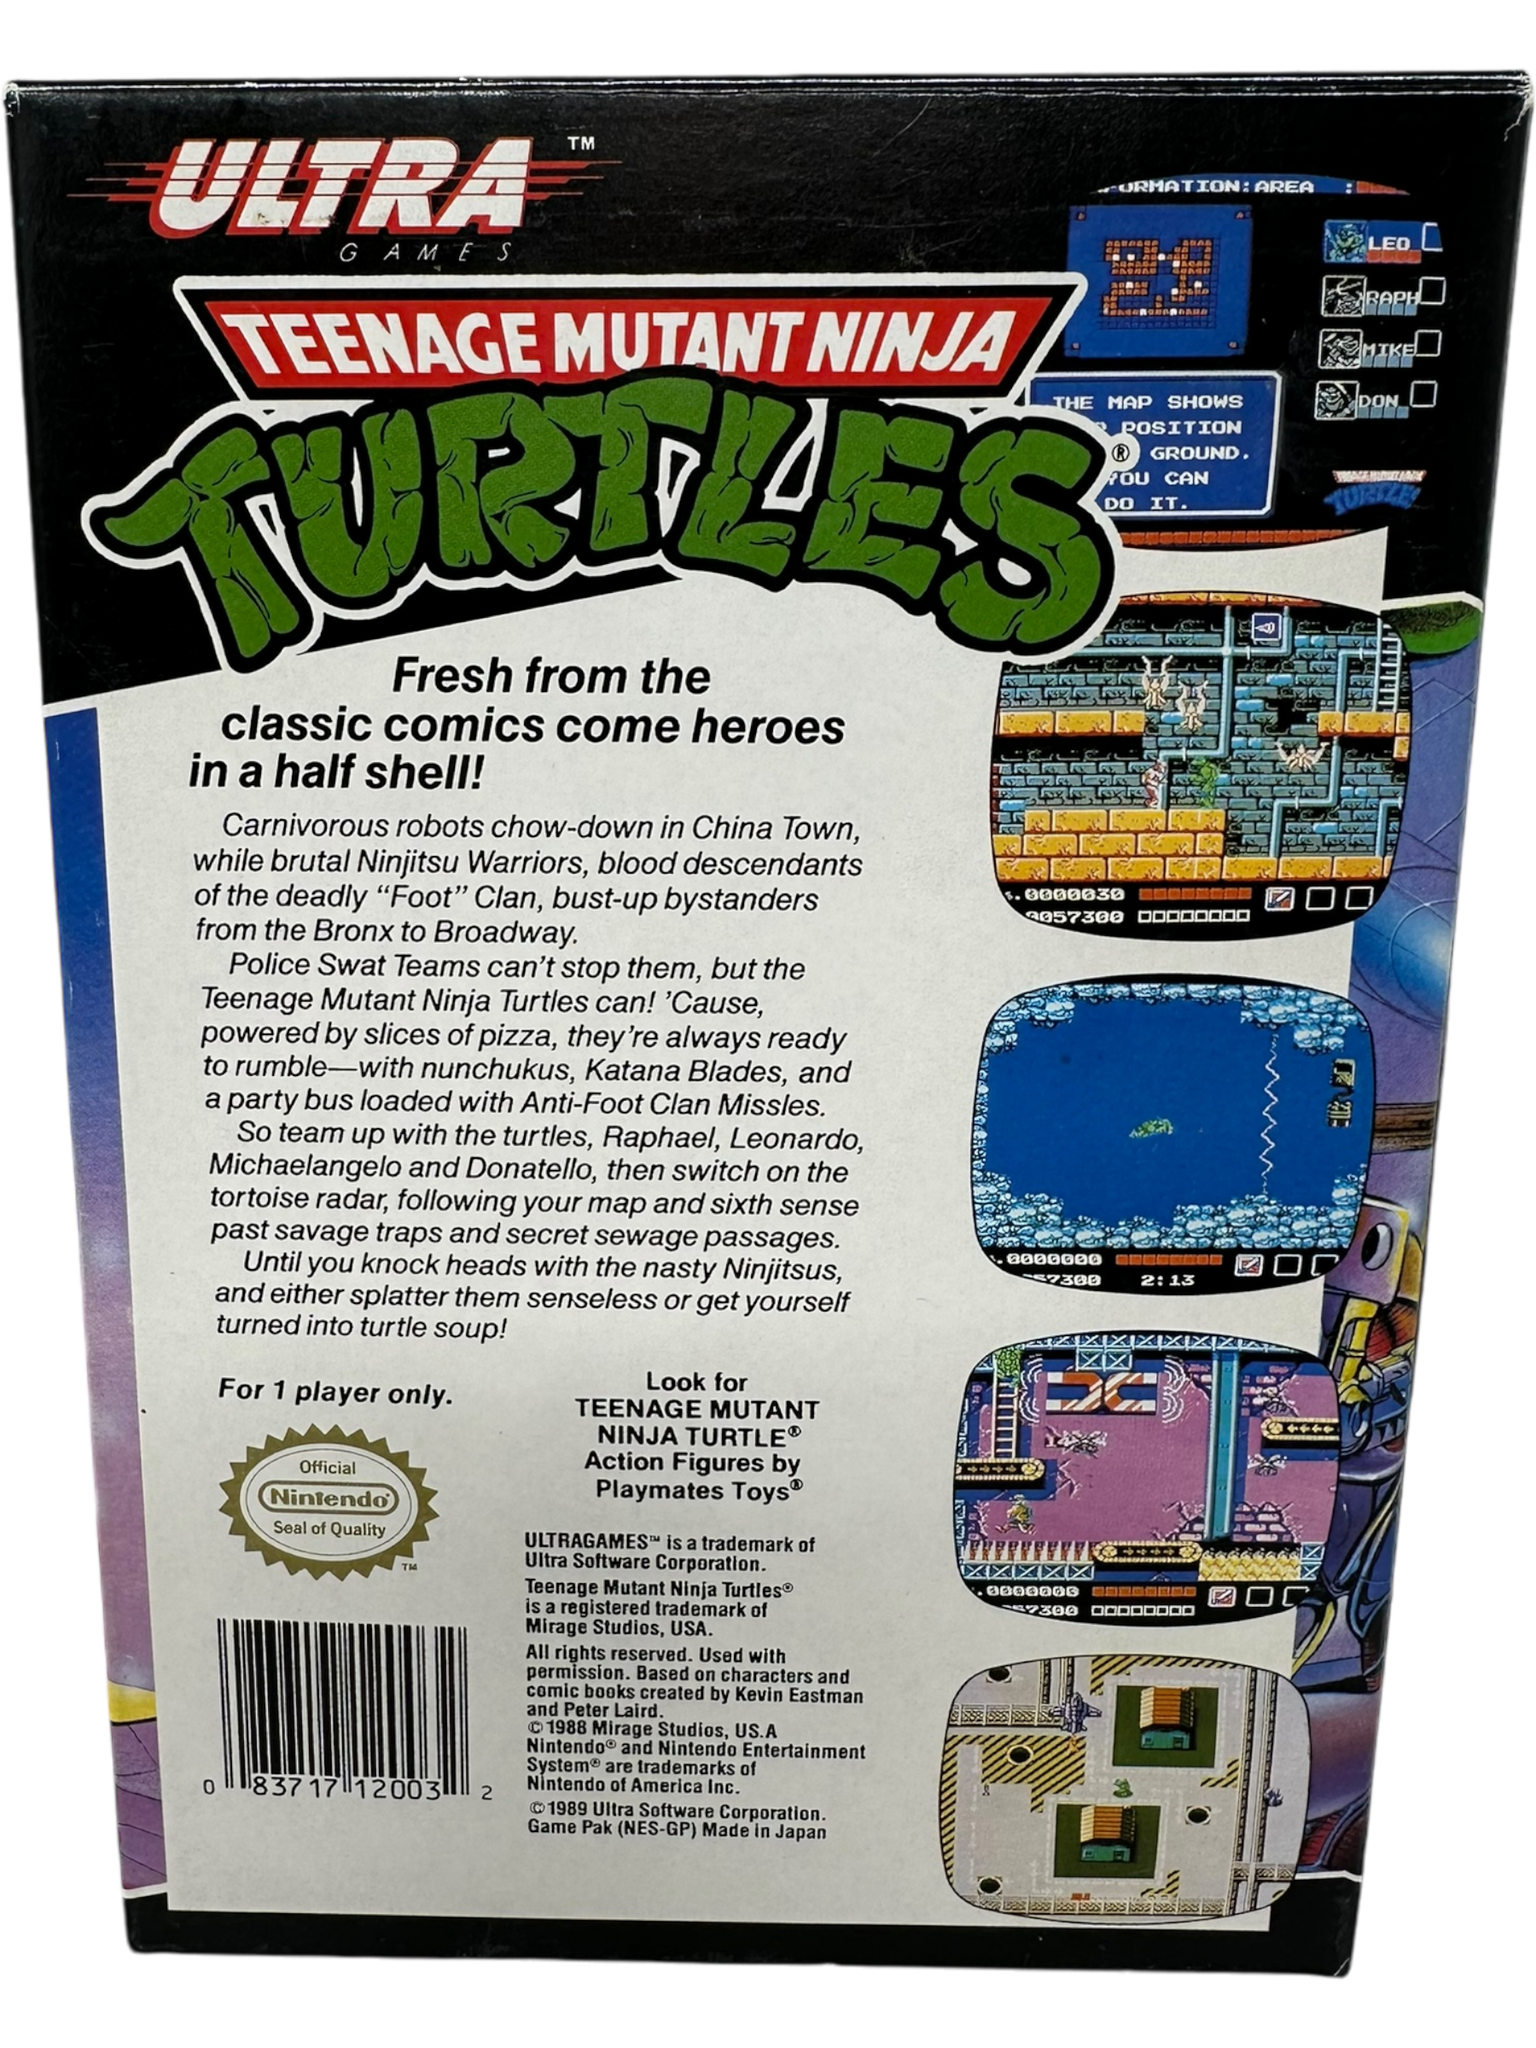 ULTRA™
GAMES
TEENAGE MUTANT NINJA
TURTLES®
Fresh from the
classic comics come heroes
in a half shell!
Carnivorous robots chow-down in China Town,
while brutal Ninjitsu Warriors, blood descendants
of the deadly “Foot” Clan, bust-up bystanders
from the Bronx to Broadway.
Police Swat Teams can’t stop them, but the
Teenage Mutant Ninja Turtles can! ’Cause,
powered by slices of pizza, they’re always ready
to rumble—with nunchukus, Katana Blades, and
a party bus loaded with Anti-Foot Clan Missles.
So team up with the turtles, Raphael, Leonardo,
Michaelangelo and Donatello, then switch on the
tortoise radar, following your map and sixth sense
past savage traps and secret sewage passages.
Until you knock heads with the nasty Ninjitsus,
and either splatter them senseless or get yourself
turned into turtle soup!
For 1 player only.
Official
Nintendo®
Seal of Quality
™
0 83717 12003 2
Look for
TEENAGE MUTANT
NINJA TURTLE®
Action Figures by
Playmates Toys®
ULTRAGAMES™ is a trademark of
Ultra Software Corporation.
Teenage Mutant Ninja Turtles®
is a registered trademark of
Mirage Studios, USA.
All rights reserved. Used with
permission. Based on characters and
comic books created by Kevin Eastman
and Peter Laird.
© 1988 Mirage Studios, US.A
Nintendo® and Nintendo Entertainment
System® are trademarks of
Nintendo of America Inc.
© 1989 Ultra Software Corporation.
Game Pak (NES-GP) Made in Japan
ORMATION:AREA :
LEO
RAPH
MIKE
DON
THE MAP SHOWS
POSITION
GROUND.
YOU CAN
DO IT.
TURTLES
.0000030
0057300
.0000000
57300 2:13
.0000006
57300